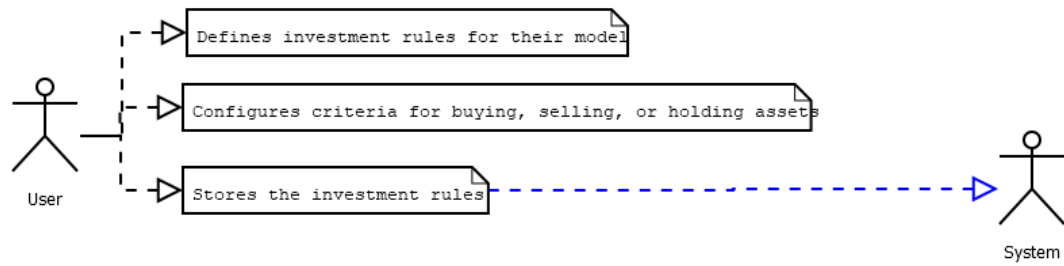 Defines investment rules for their model
Configures criteria for buying, selling, or holding assets
User
Stores the investment rules
System